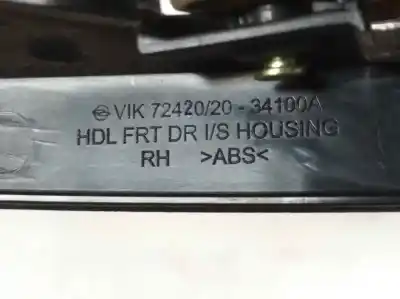 VIK 72420/20 - 34100A
HDL FRT DR I/S HOUSING
RH >ABS<